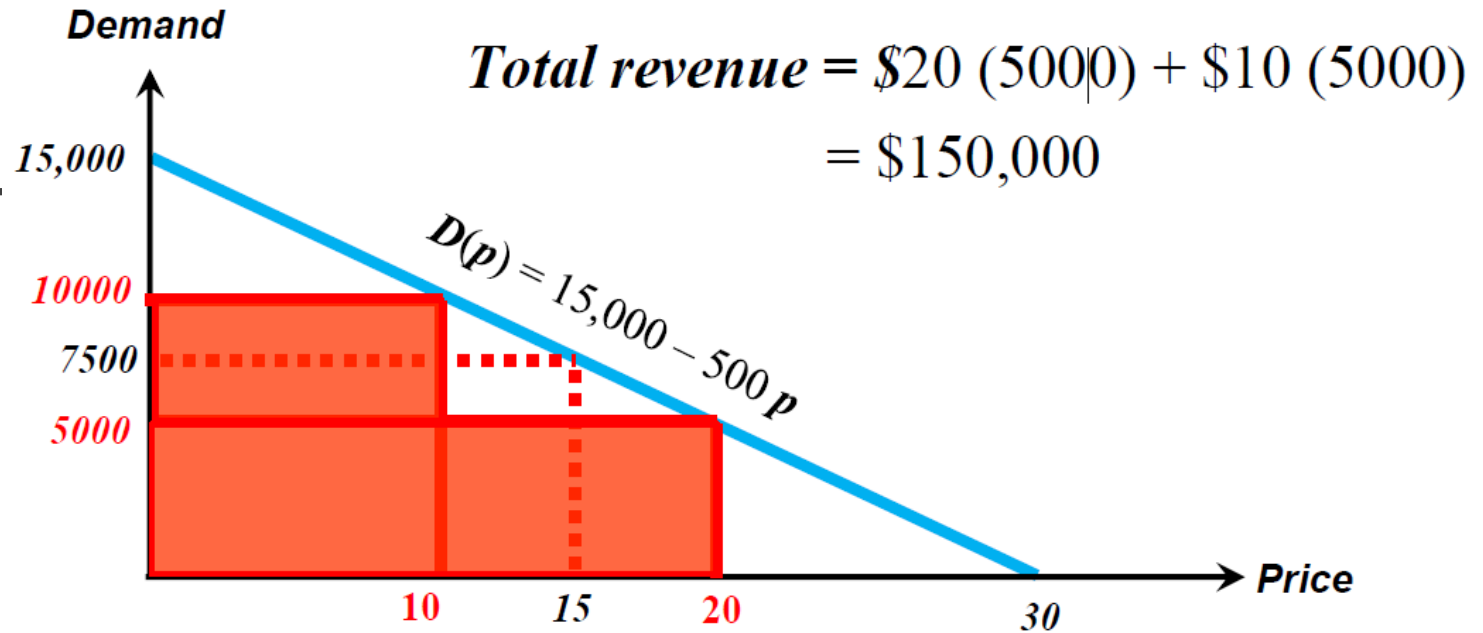 Demand
Total revenue = $20 (5000) + $10 (5000)
= $150,000
15,000
D(p) = 15,000 – 500 p
10000
7500
5000
10 15 20 30
Price